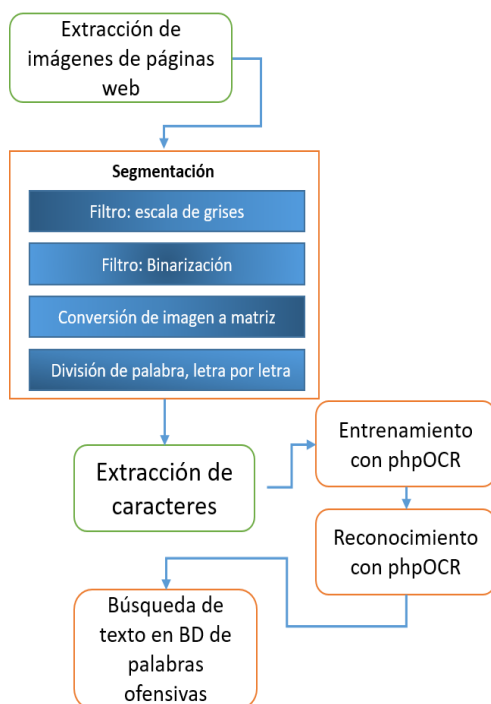 Extracción de
imágenes de páginas
web
Segmentación
Filtro: escala de grises
Filtro: Binarización
Conversión de imagen a matriz
División de palabra, letra por letra
Extracción de
caracteres
Entrenamiento
con phpOCR
Reconocimiento
con phpOCR
Búsqueda de
texto en BD de
palabras
ofensivas